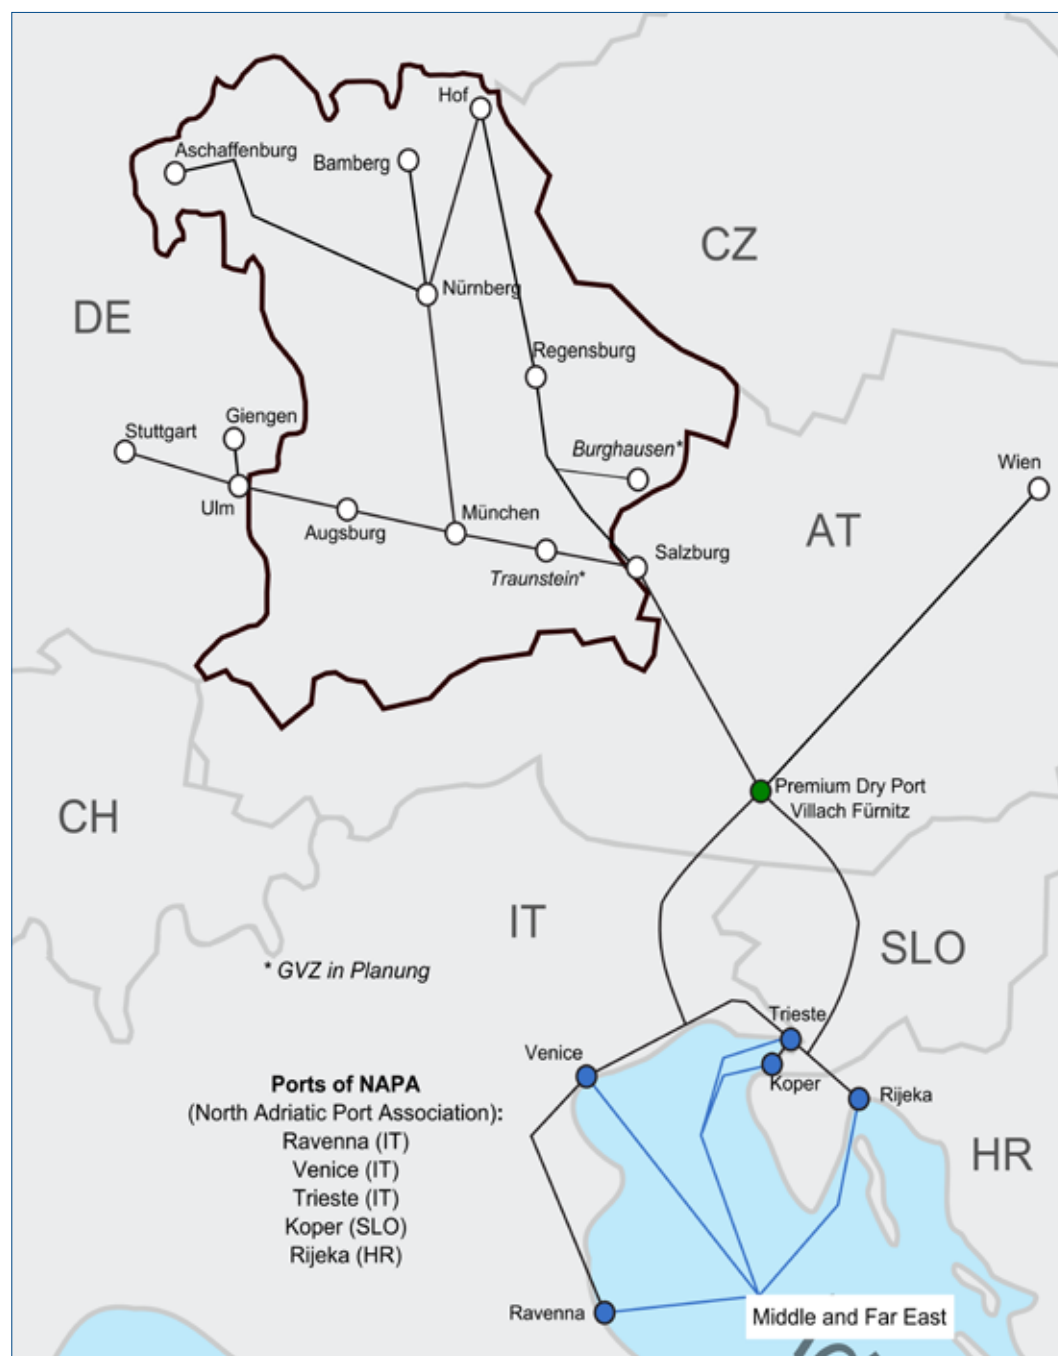 Hof
Aschaffenburg
Bamberg
CZ
Nürnberg
DE
Regensburg
Giengen
Stuttgart
Burghausen*
Wien
Ulm
München
Augsburg
AT
Salzburg
Traunstein*
Premium Dry Port
Villach Fürnitz
CH
IT
SLO
* GVZ in Planung
Trieste
Venice
Koper
Rijeka
Ports of NAPA
(North Adriatic Port Association):
Ravenna (IT)
Venice (IT)
Trieste (IT)
Koper (SLO)
Rijeka (HR)
HR
Ravenna
Middle and Far East